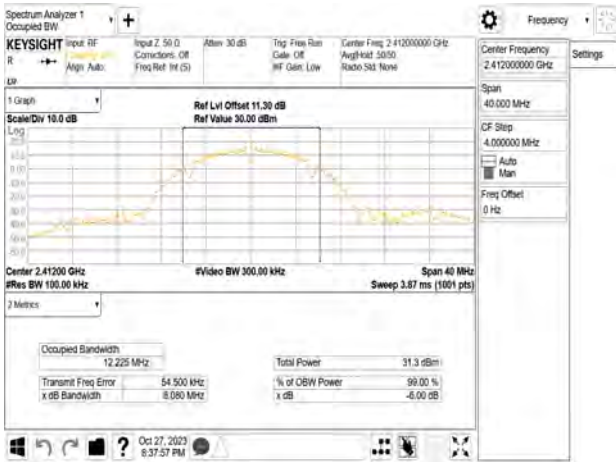 Spectrum Analyzer 1
Occupied BW
+
Frequency
KEYSIGHT
Input: RF
Input Z: 50 Ω
Atten: 30 dB
Trig: Free Run
Center Freq: 2.412000000 GHz
R
Corrections: Off
Gate: Off
Avg|Hold: 50/50
Align: Auto
Freq Ref: Int (S)
#IF Gain: Low
Radio Std: None
Center Frequency
2.412000000 GHz
Settings
Span
40.000 MHz
CF Step
4.000000 MHz
Auto
Man
Freq Offset
0 Hz
1 Graph
Scale/Div 10.0 dB
Ref Lvl Offset 11.30 dB
Ref Value 30.00 dBm
Log
Center 2.41200 GHz
#Video BW 300.00 kHz
Span 40 MHz
#Res BW 100.00 kHz
Sweep 3.87 ms (1001 pts)
2 Metrics
Occupied Bandwidth
12.225 MHz
Total Power
31.3 dBm
Transmit Freq Error
54.500 kHz
% of OBW Power
99.00 %
x dB Bandwidth
8.080 MHz
x dB
-6.00 dB
?
Oct 27, 2023
8:37:57 PM